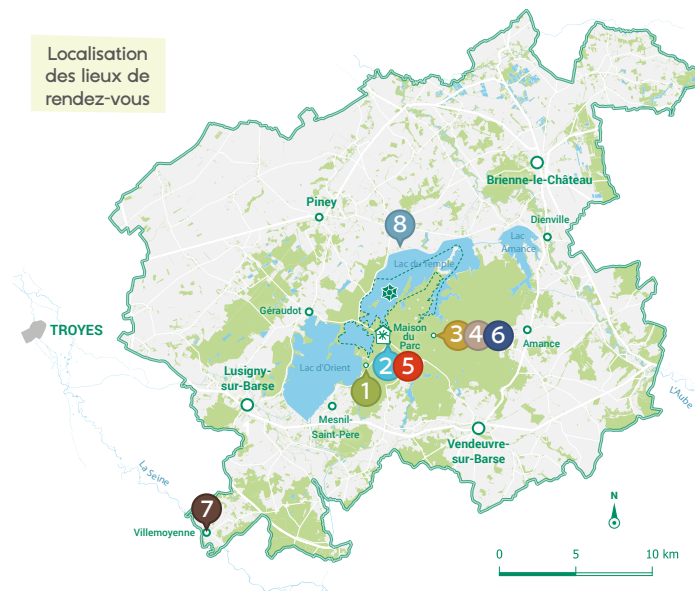 Localisation
des lieux de
rendez-vous
Brienne-le-Château
Piney
Dienville
8
Lac
Amance
Lac du Temple
Géraudot
TROYES
Maison
du
Parc
3
4
6
Amance
2
5
Lac d'Orient
Lusigny-
sur-Barse
1
L'Aube
Mesnil-
Saint-Père
Vendeuvre-
sur-Barse
La Seine
7
Villemoyenne
N
0
5
10 km